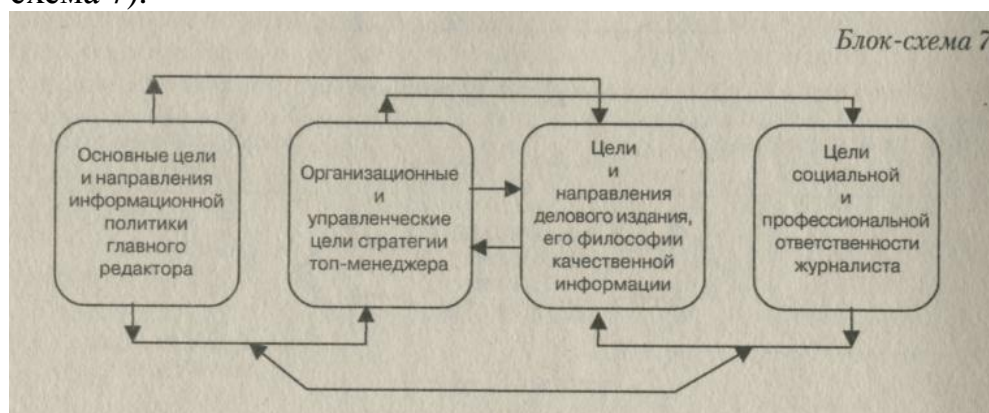 схема 7).
Блок-схема 7
Основные цели
и направления
информационной
политики
главного
редактора
Организационные
и
управленческие
цели стратегии
топ-менеджера
Цели
и
направления
делового издания,
его философии
качественной
информации
Цели
социальной
и
профессиональной
ответственности
журналиста